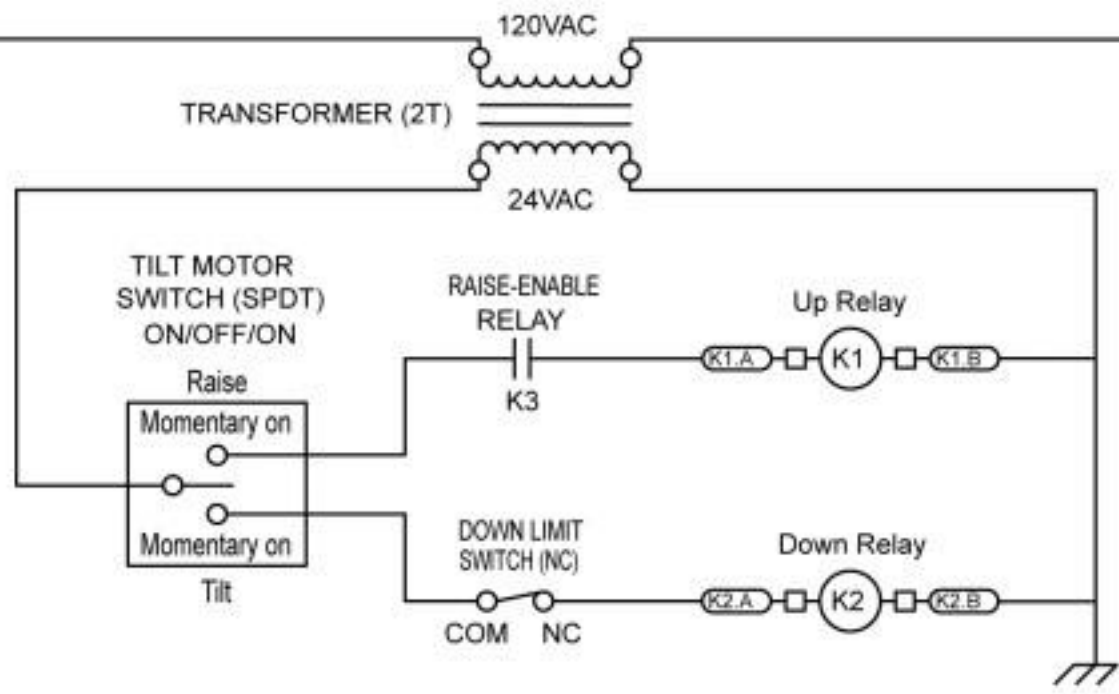 120VAC
TRANSFORMER (2T)
24VAC
TILT MOTOR
SWITCH (SPDT)
ON/OFF/ON
Raise
Momentary on
Momentary on
Tilt
RAISE-ENABLE
RELAY
K3
Up Relay
K1.A
K1
K1.B
DOWN LIMIT
SWITCH (NC)
COM NC
Down Relay
K2.A
K2
K2.B